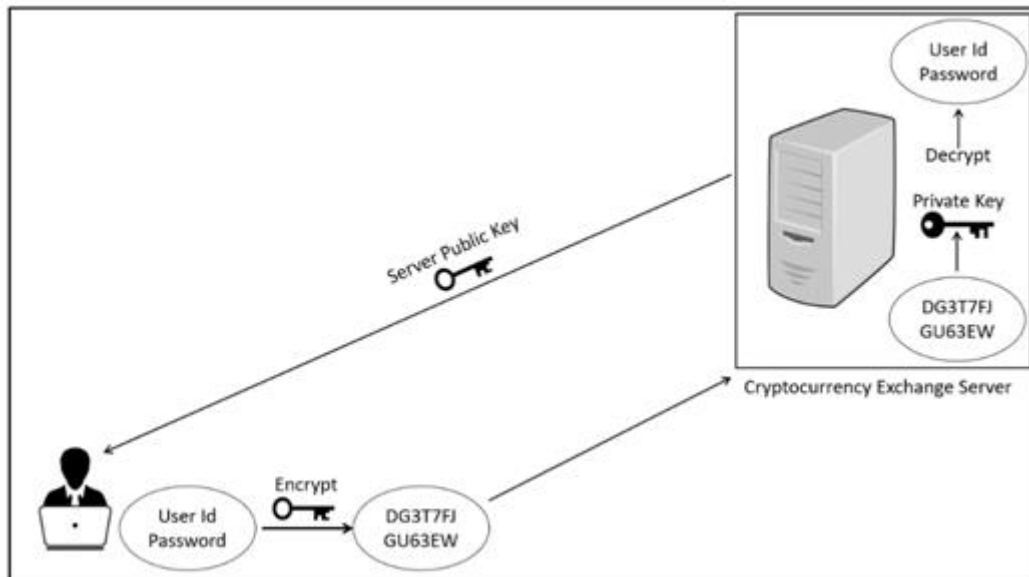 User Id
Password
Decrypt
Private Key
Server Public Key
DG3T7FJ
GU63EW
Cryptocurrency Exchange Server
Encrypt
User Id
Password
DG3T7FJ
GU63EW